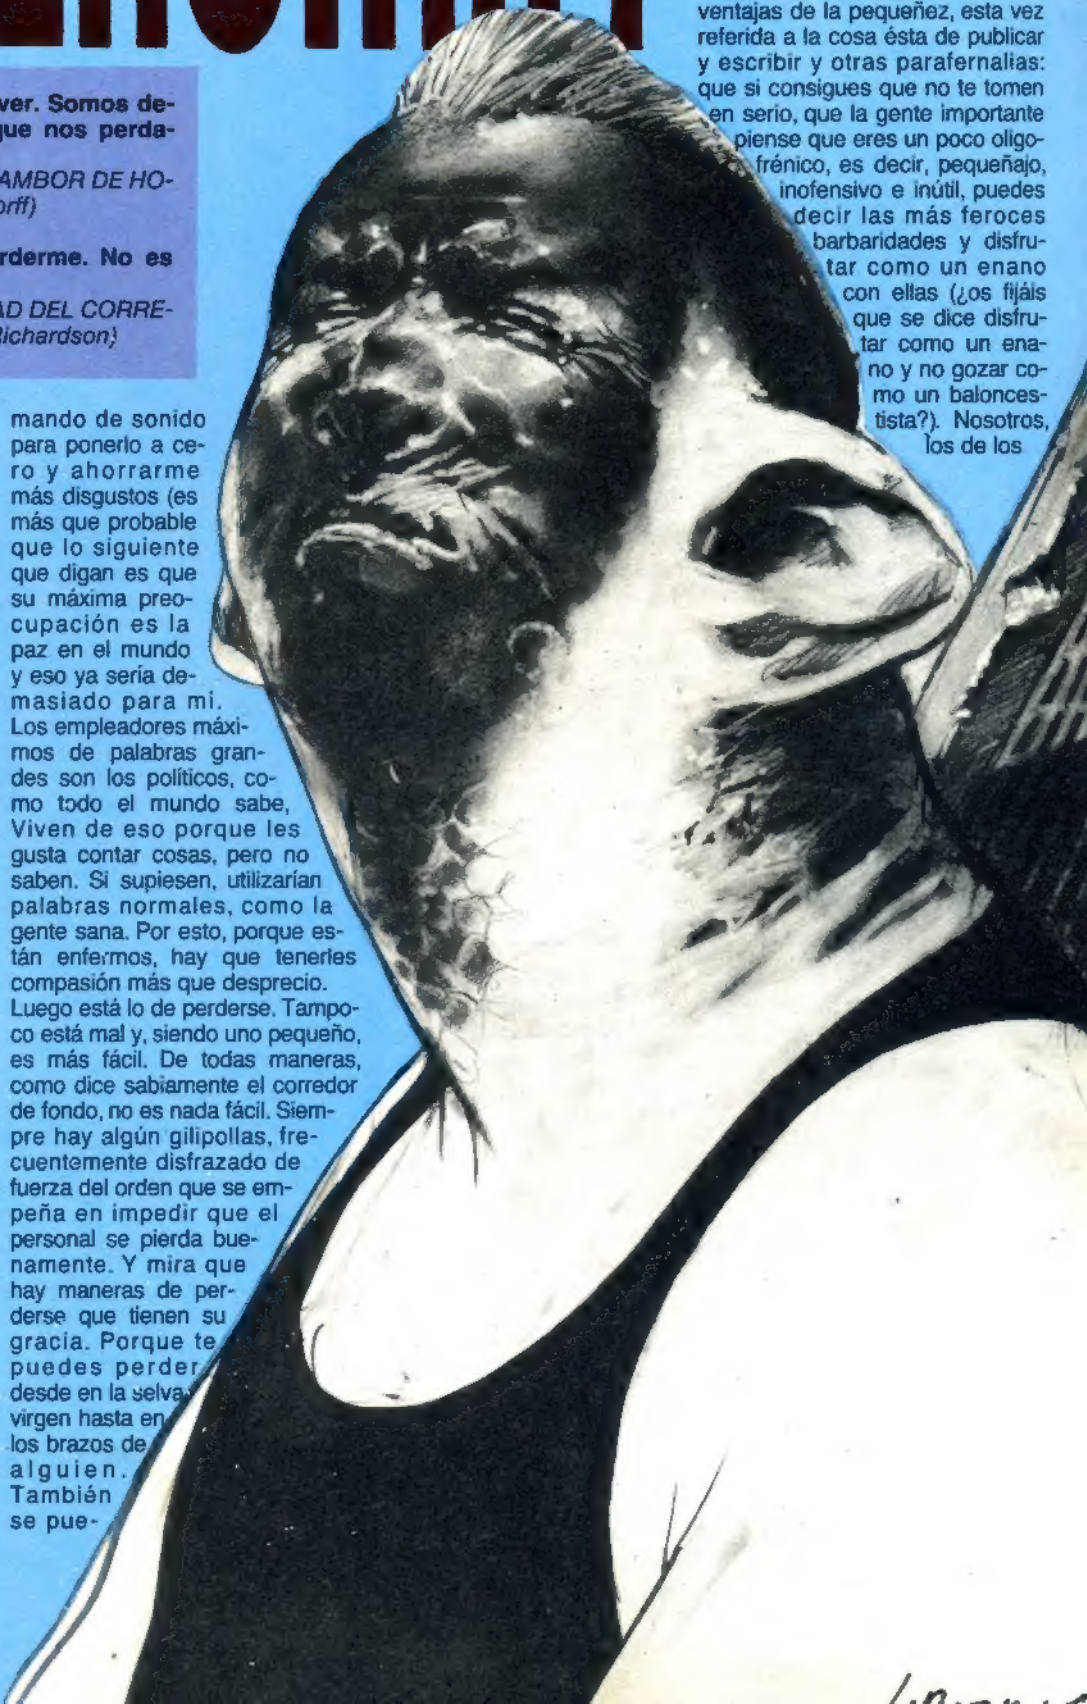 ver. Somos de-
que nos perda-
AMBOR DE HO-
orff)
rderme. No es
AD DEL CORRE-
Richardson)
mando de sonido
para ponerlo a ce-
ro y ahorrarme
más disgustos (es
más que probable
que lo siguiente
que digan es que
su máxima preo-
cupación es la
paz en el mundo
y eso ya sería de-
masiado para mi.
Los empleadores máxi-
mos de palabras gran-
des son los políticos, co-
mo todo el mundo sabe,
Viven de eso porque les
gusta contar cosas, pero no
saben. Si supiesen, utilizarían
palabras normales, como la
gente sana. Por esto, porque es-
tán enfermos, hay que tenerles
compasión más que desprecio.
Luego está lo de perderse. Tampo-
co está mal y, siendo uno pequeño,
es más fácil. De todas maneras,
como dice sabiamente el corredor
de fondo, no es nada fácil. Siem-
pre hay algún gilipollas, fre-
cuentemente disfrazado de
fuerza del orden que se em-
peña en impedir que el
personal se pierda bue-
namente. Y mira que
hay maneras de per-
derse que tienen su
gracia. Porque te
puedes perder
desde en la selva
virgen hasta en
los brazos de
alguien.
También
se pue-
ventajas de la pequeñez, esta vez
referida a la cosa ésta de publicar
y escribir y otras parafernalias:
que si consigues que no te tomen
en serio, que la gente importante
piense que eres un poco oligo-
frénico, es decir, pequeñajo,
inofensivo e inútil, puedes
decir las más feroces
barbaridades y disfru-
tar como un enano
con ellas (¿os fijáis
que se dice disfru-
tar como un ena-
no y no gozar co-
mo un balonces-
tista?). Nosotros,
los de los